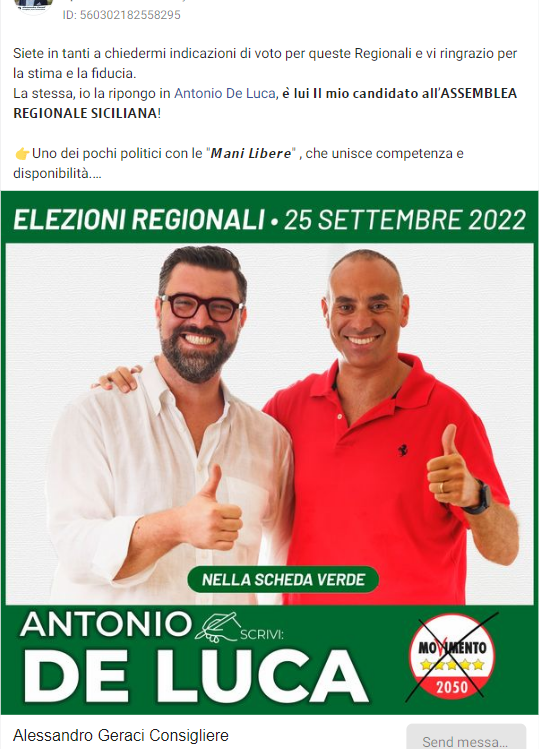 ID: 560302182558295
Siete in tanti a chiedermi indicazioni di voto per queste Regionali e vi ringrazio per
la stima e la fiducia.
La stessa, io la ripongo in Antonio De Luca, è lui Il mio candidato all'ASSEMBLEA
REGIONALE SICILIANA!
👉Uno dei pochi politici con le "Mani Libere" , che unisce competenza e
disponibilità....
ELEZIONI REGIONALI • 25 SETTEMBRE 2022
NELLA SCHEDA VERDE
ANTONIO SCRIVI:
DE LUCA
MOVIMENTO
2050
Alessandro Geraci Consigliere
Send messa...